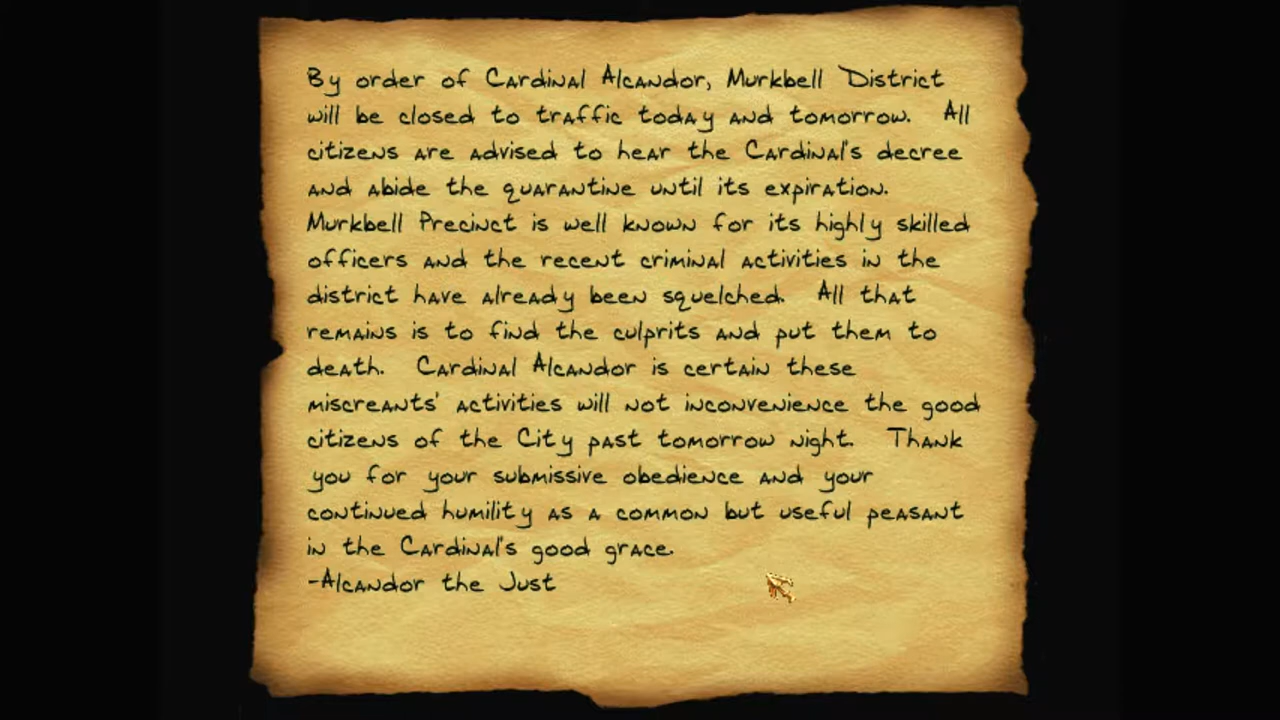 By order of Cardinal Alcandor, Murkbell District
will be closed to traffic today and tomorrow. All
citizens are advised to hear the Cardinal's decree
and abide the quarantine until its expiration.
Murkbell Precinct is well known for its highly skilled
officers and the recent criminal activities in the
district have already been squelched. All that
remains is to find the culprits and put them to
death. Cardinal Alcandor is certain these
miscreants' activities will not inconvenience the good
citizens of the City past tomorrow night. Thank
you for your submissive obedience and your
continued humility as a common but useful peasant
in the Cardinal's good grace.
-Alcandor the Just